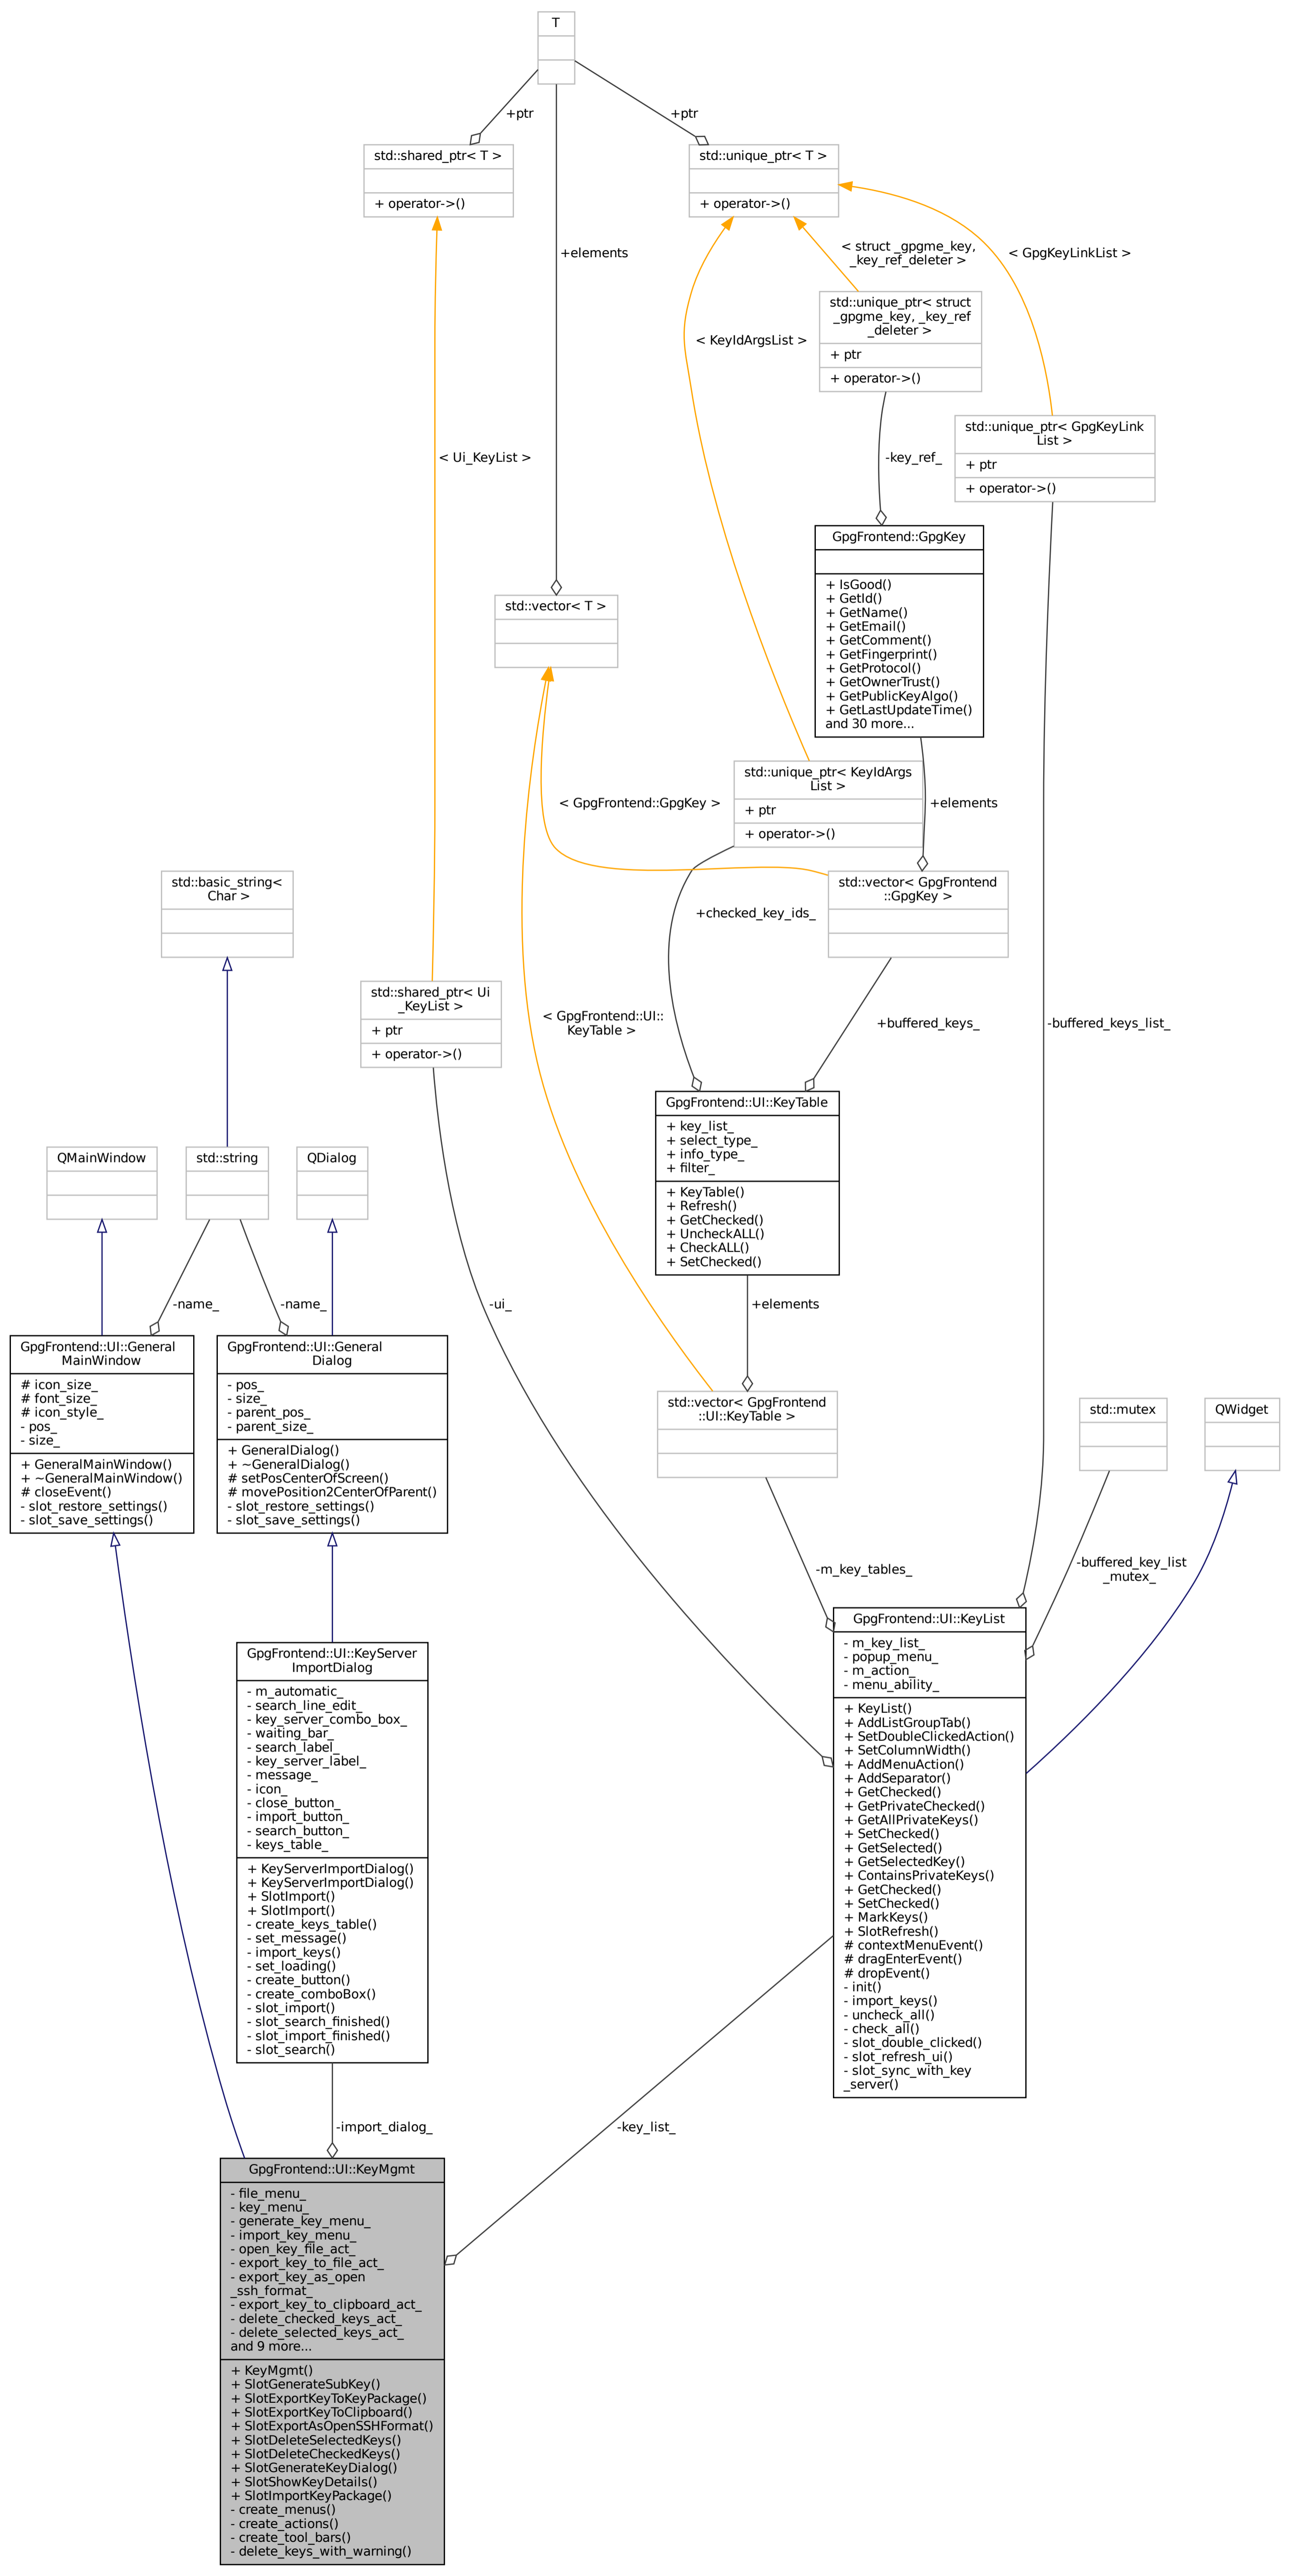 T
+ptr
+ptr
std::shared_ptr< T >
+ operator->()
std::unique_ptr< T >
+ operator->()
+elements
< struct _gpgme_key,
_key_ref_deleter >
< GpgKeyLinkList >
std::unique_ptr< struct
_gpgme_key, _key_ref
_deleter >
+ ptr
+ operator->()
< KeyIdArgsList >
std::unique_ptr< GpgKeyLink
List >
+ ptr
+ operator->()
< Ui_KeyList >
-key_ref_
GpgFrontend::GpgKey
+ IsGood()
+ GetId()
+ GetName()
+ GetEmail()
+ GetComment()
+ GetFingerprint()
+ GetProtocol()
+ GetOwnerTrust()
+ GetPublicKeyAlgo()
+ GetLastUpdateTime()
and 30 more...
std::vector< T >
std::unique_ptr< KeyIdArgs
List >
+ ptr
+ operator->()
< GpgFrontend::GpgKey >
+elements
std::basic_string<
Char >
std::vector< GpgFrontend
::GpgKey >
+checked_key_ids_
std::shared_ptr< Ui
_KeyList >
+ ptr
+ operator->()
< GpgFrontend::UI::
KeyTable >
+buffered_keys_
-buffered_keys_list_
GpgFrontend::UI::KeyTable
+ key_list_
+ select_type_
+ info_type_
+ filter_
+ KeyTable()
+ Refresh()
+ GetChecked()
+ UncheckALL()
+ CheckALL()
+ SetChecked()
QMainWindow
std::string
QDialog
-name_
-name_
-ui_
+elements
GpgFrontend::UI::General
MainWindow
# icon_size_
# font_size_
# icon_style_
- pos_
- size_
+ GeneralMainWindow()
+ ~GeneralMainWindow()
# closeEvent()
- slot_restore_settings()
- slot_save_settings()
GpgFrontend::UI::General
Dialog
- pos_
- size_
- parent_pos_
- parent_size_
+ GeneralDialog()
+ ~GeneralDialog()
# setPosCenterOfScreen()
# movePosition2CenterOfParent()
- slot_restore_settings()
- slot_save_settings()
std::vector< GpgFrontend
::UI::KeyTable >
std::mutex
QWidget
-m_key_tables_
-buffered_key_list
_mutex_
GpgFrontend::UI::KeyList
- m_key_list_
- popup_menu_
- m_action_
- menu_ability_
+ KeyList()
+ AddListGroupTab()
+ SetDoubleClickedAction()
+ SetColumnWidth()
+ AddMenuAction()
+ AddSeparator()
+ GetChecked()
+ GetPrivateChecked()
+ GetAllPrivateKeys()
+ SetChecked()
+ GetSelected()
+ GetSelectedKey()
+ ContainsPrivateKeys()
+ GetChecked()
+ SetChecked()
+ MarkKeys()
+ SlotRefresh()
# contextMenuEvent()
# dragEnterEvent()
# dropEvent()
- init()
- import_keys()
- uncheck_all()
- check_all()
- slot_double_clicked()
- slot_refresh_ui()
- slot_sync_with_key
_server()
GpgFrontend::UI::KeyServer
ImportDialog
- m_automatic_
- search_line_edit_
- key_server_combo_box_
- waiting_bar_
- search_label_
- key_server_label_
- message_
- icon_
- close_button_
- import_button_
- search_button_
- keys_table_
+ KeyServerImportDialog()
+ KeyServerImportDialog()
+ SlotImport()
+ SlotImport()
- create_keys_table()
- set_message()
- import_keys()
- set_loading()
- create_button()
- create_comboBox()
- slot_import()
- slot_search_finished()
- slot_import_finished()
- slot_search()
-import_dialog_
-key_list_
GpgFrontend::UI::KeyMgmt
- file_menu_
- key_menu_
- generate_key_menu_
- import_key_menu_
- open_key_file_act_
- export_key_to_file_act_
- export_key_as_open
_ssh_format_
- export_key_to_clipboard_act_
- delete_checked_keys_act_
- delete_selected_keys_act_
and 9 more...
+ KeyMgmt()
+ SlotGenerateSubKey()
+ SlotExportKeyToKeyPackage()
+ SlotExportKeyToClipboard()
+ SlotExportAsOpenSSHFormat()
+ SlotDeleteSelectedKeys()
+ SlotDeleteCheckedKeys()
+ SlotGenerateKeyDialog()
+ SlotShowKeyDetails()
+ SlotImportKeyPackage()
- create_menus()
- create_actions()
- create_tool_bars()
- delete_keys_with_warning()